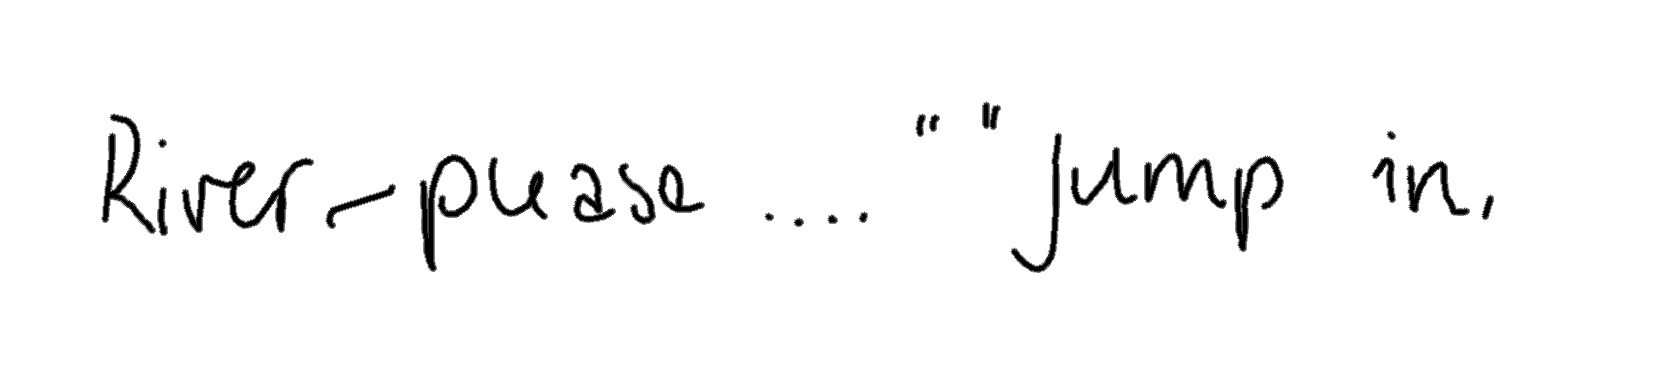 River-please ...." "Jump in,